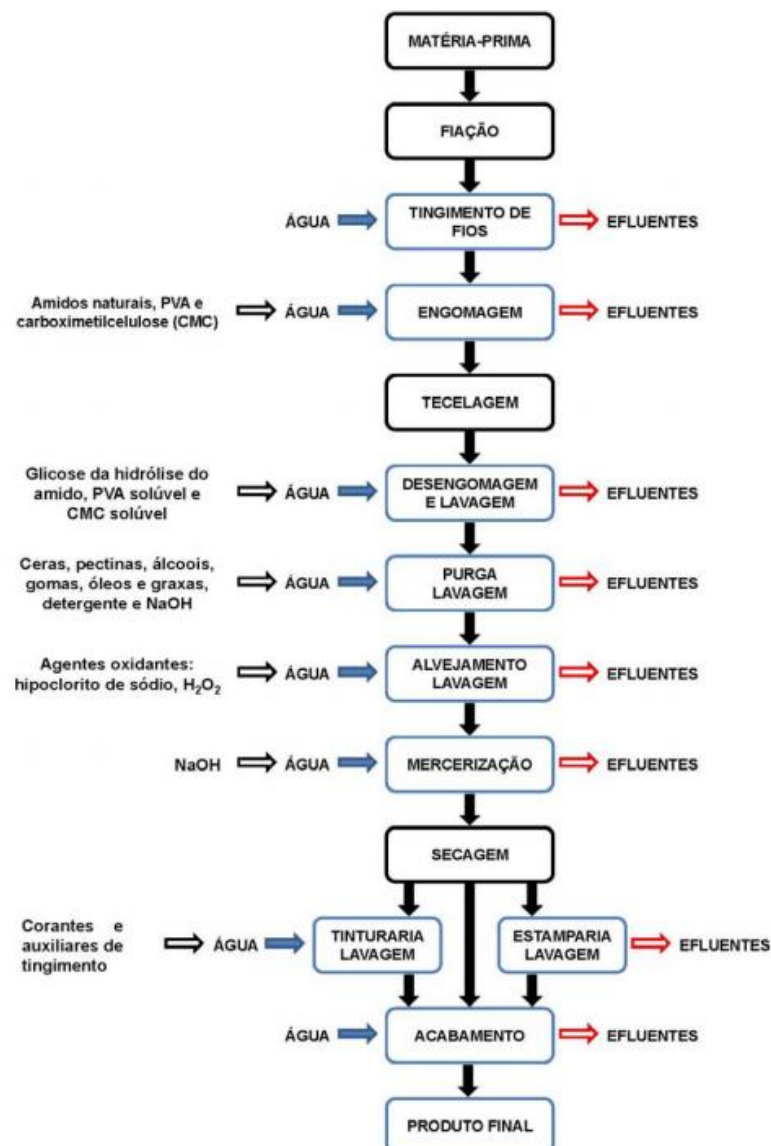 MATÉRIA-PRIMA
FIAÇÃO
ÁGUA
TINGIMENTO DE
FIOS
EFLUENTES
Amidos naturais, PVA e
carboximetilcelulose (CMC)
ÁGUA
ENGOMAGEM
EFLUENTES
TECELAGEM
Glicose da hidrólise do
amido, PVA solúvel e
CMC solúvel
ÁGUA
DESENGOMAGEM
E LAVAGEM
EFLUENTES
Ceras, pectinas, álcoois,
gomas, óleos e graxas,
detergente e NaOH
ÁGUA
PURGA
LAVAGEM
EFLUENTES
Agentes oxidantes:
hipoclorito de sódio, H₂O₂
ÁGUA
ALVEJAMENTO
LAVAGEM
EFLUENTES
NaOH
ÁGUA
MERCERIZAÇÃO
EFLUENTES
SECAGEM
Corantes e
auxiliares de
tingimento
ÁGUA
TINTURARIA
LAVAGEM
ESTAMPARIA
LAVAGEM
EFLUENTES
ÁGUA
ACABAMENTO
EFLUENTES
PRODUTO FINAL